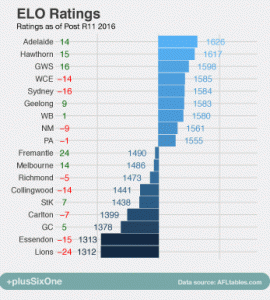 ELO Ratings
Ratings as of Post R11 2016
Adelaide 14 1625
Hawthorn 15 1617
GWS 16 1598
WCE −14 1585
Sydney −16 1584
Geelong 9 1583
WB 1 1580
NM −9 1561
PA −1 1555
Fremantle 24 1490
Melbourne 14 1486
Richmond −5 1473
Collingwood −14 1441
StK 7 1438
Carlton −7 1399
GC 5 1378
Essendon −15 1313
Lions −24 1312
+plusSixOne Data source: AFLtables.com